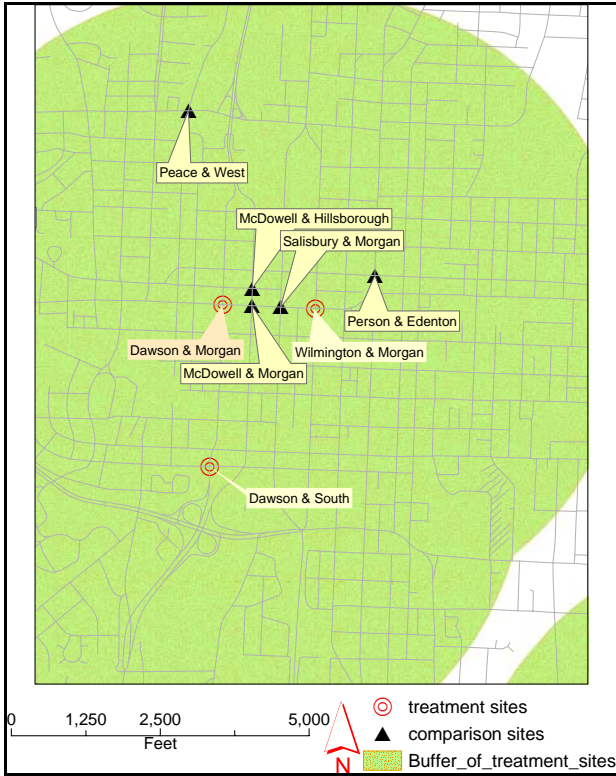 Peace & West
McDowell & Hillsborough
Salisbury & Morgan
Person & Edenton
Dawson & Morgan
Wilmington & Morgan
McDowell & Morgan
Dawson & South
0 1,250 2,500 5,000
Feet
N
treatment sites
comparison sites
Buffer_of_treatment_sites